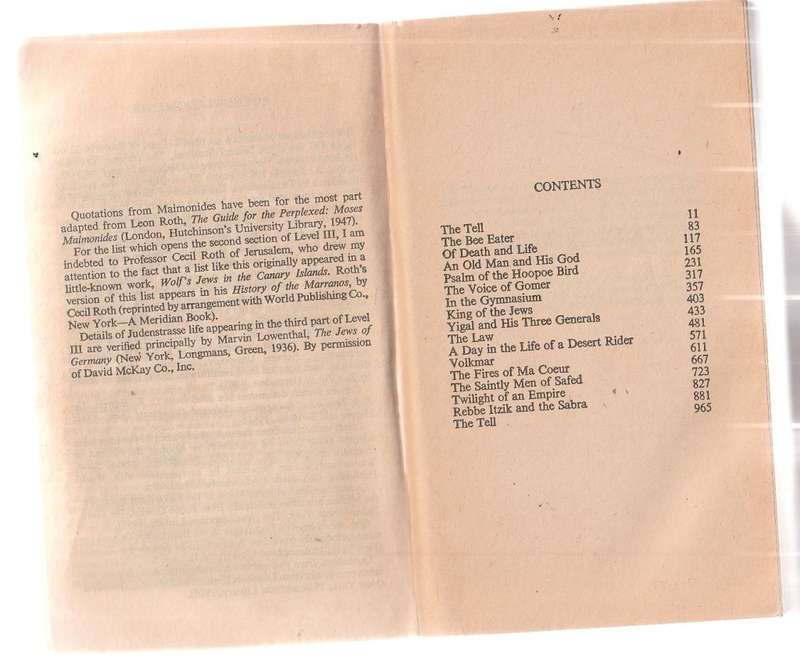 Quotations from Maimonides have been for the most part
adapted from Leon Roth, The Guide for the Perplexed: Moses
Maimonides (London, Hutchinson's University Library, 1947).
For the list which opens the second section of Level III, I am
indebted to Professor Cecil Roth of Jerusalem, who drew my
attention to the fact that a list like this originally appeared in a
little-known work, Wolf's Jews in the Canary Islands. Roth's
version of this list appears in his History of the Marranos, by
Cecil Roth (reprinted by arrangement with World Publishing Co.,
New York—A Meridian Book).
Details of Judenstrasse life appearing in the third part of Level
III are verified principally by Marvin Lowenthal, The Jews of
Germany (New York, Longmans, Green, 1936). By permission
of David McKay Co., Inc.
CONTENTS
The Tell 11
The Bee Eater 83
Of Death and Life 117
An Old Man and His God 165
Psalm of the Hoopoe Bird 231
The Voice of Gomer 317
In the Gymnasium 357
King of the Jews 403
Yigal and His Three Generals 433
The Law 481
A Day in the Life of a Desert Rider 571
Volkmar 611
The Fires of Ma Coeur 667
The Saintly Men of Safed 723
Twilight of an Empire 827
Rebbe Itzik and the Sabra 881
The Tell 965